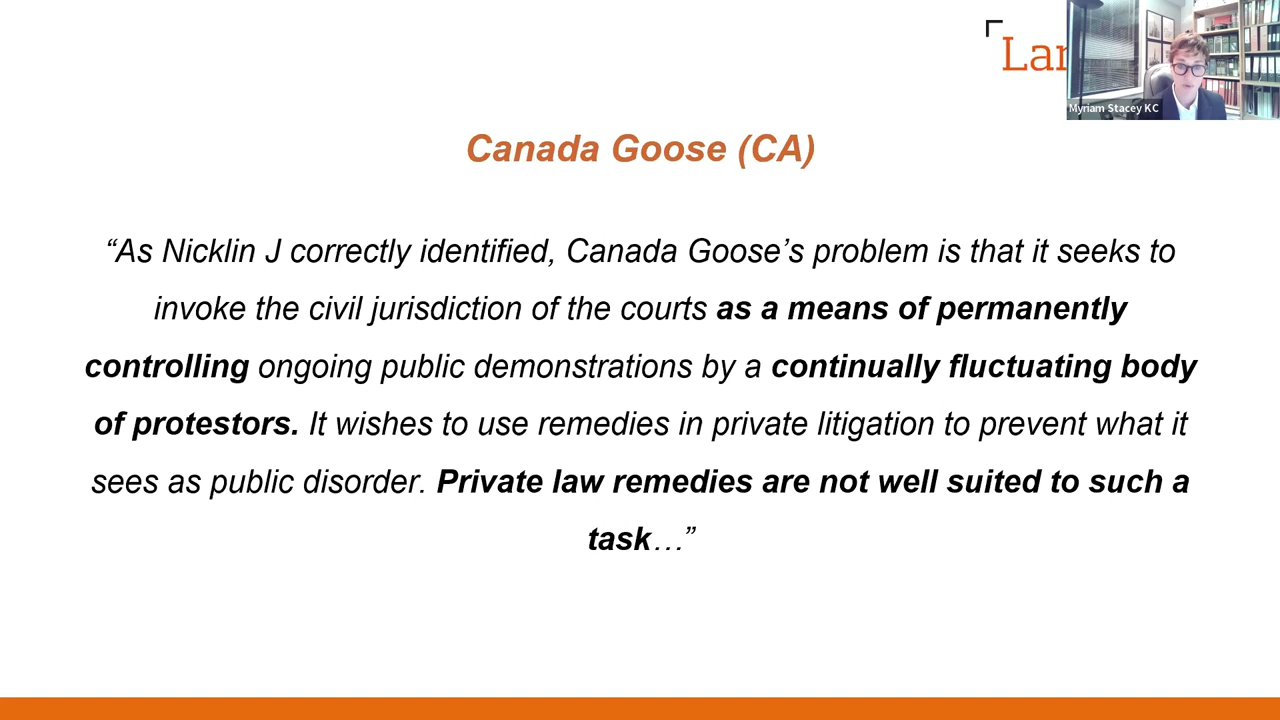 Lan
Myriam Stacey KC
Canada Goose (CA)
“As Nicklin J correctly identified, Canada Goose’s problem is that it seeks to
invoke the civil jurisdiction of the courts as a means of permanently
controlling ongoing public demonstrations by a continually fluctuating body
of protestors. It wishes to use remedies in private litigation to prevent what it
sees as public disorder. Private law remedies are not well suited to such a
task…”